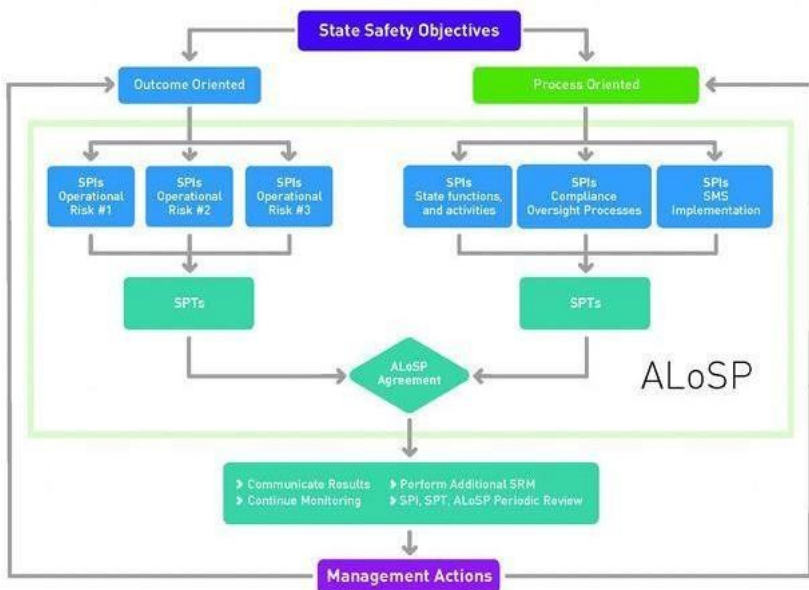 State Safety Objectives
Outcome Oriented
Process Oriented
SPIs
Operational
Risk #1
SPIs
Operational
Risk #2
SPIs
Operational
Risk #3
SPIs
State functions,
and activities
SPIs
Compliance
Oversight Processes
SPIs
SMS
Implementation
SPTs
SPTs
ALoSP
Agreement
ALoSP
Communicate Results
Continue Monitoring
Perform Additional SRM
SPI, SPT, ALoSP Periodic Review
Management Actions